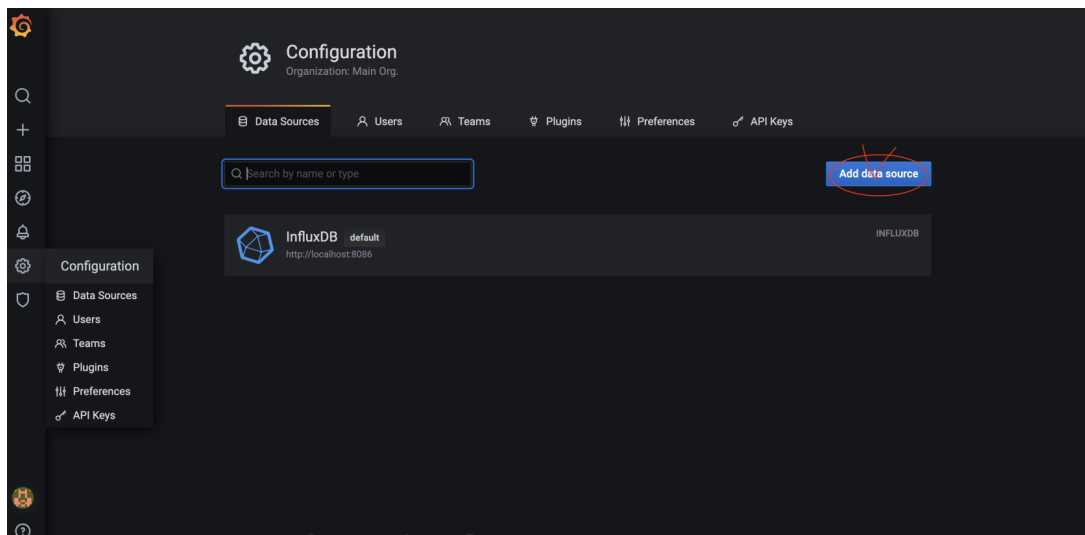 Configuration
Organization: Main Org.
Data Sources
Users
Teams
Plugins
Preferences
API Keys
Search by name or type
Add data source
InfluxDB default
http://localhost:8086
INFLUXDB
Configuration
Data Sources
Users
Teams
Plugins
Preferences
API Keys